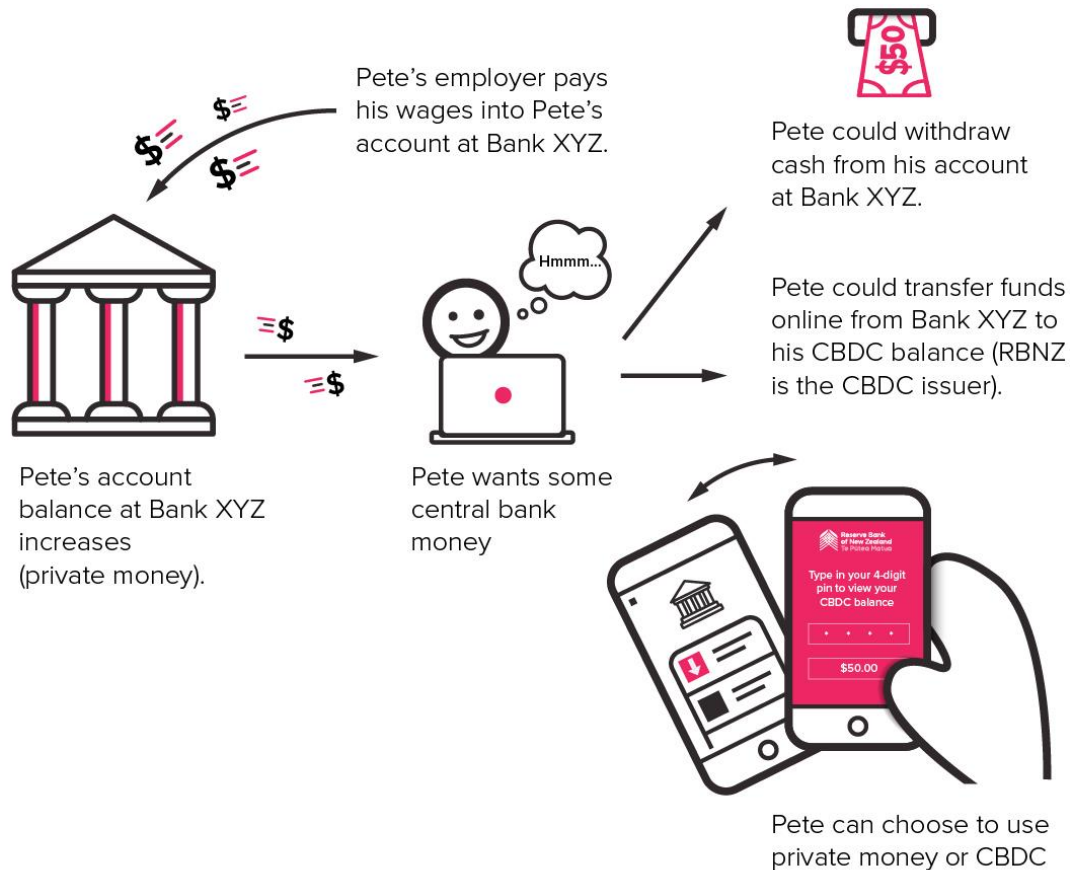 Pete’s employer pays
his wages into Pete’s
account at Bank XYZ.
$
$
$
$50
Pete could withdraw
cash from his account
at Bank XYZ.
Hmmm...
$
$
Pete could transfer funds
online from Bank XYZ to
his CBDC balance (RBNZ
is the CBDC issuer).
Pete’s account
balance at Bank XYZ
increases
(private money).
Pete wants some
central bank
money
Reserve Bank
of New Zealand
Te Pūtea Matua
Type in your 4-digit
pin to view your
CBDC balance
$50.00
Pete can choose to use
private money or CBDC